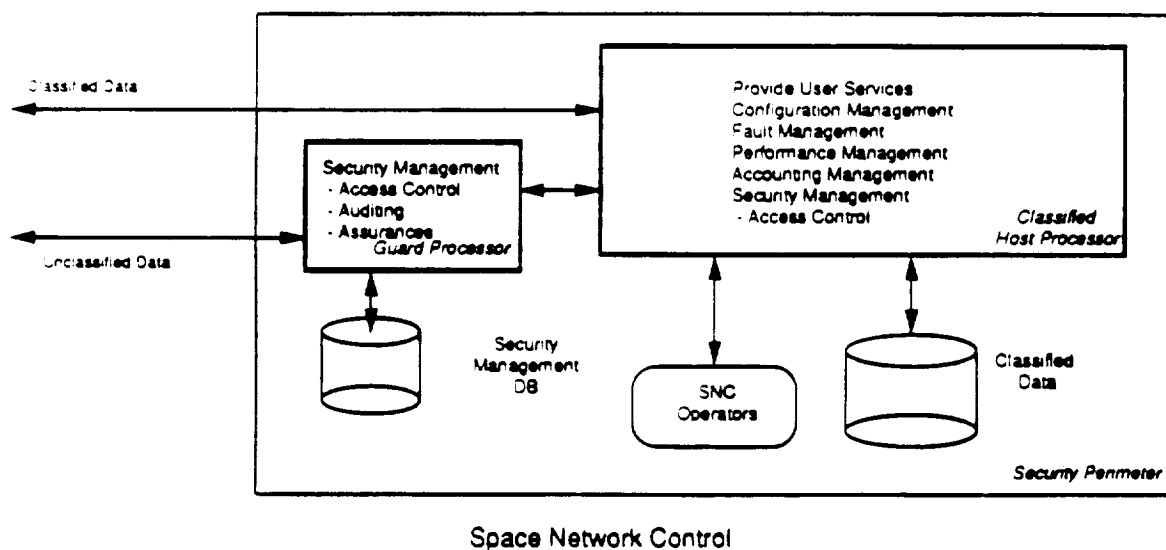 Classified Data
Provide User Services
Configuration Management
Fault Management
Performance Management
Accounting Management
Security Management
- Access Control
Classified
Host Processor
Security Management
- Access Control
- Auditing
- Assurances
Guard Processor
Unclassified Data
Security
Management
DB
SNC
Operators
Classified
Data
Security Perimeter
Space Network Control